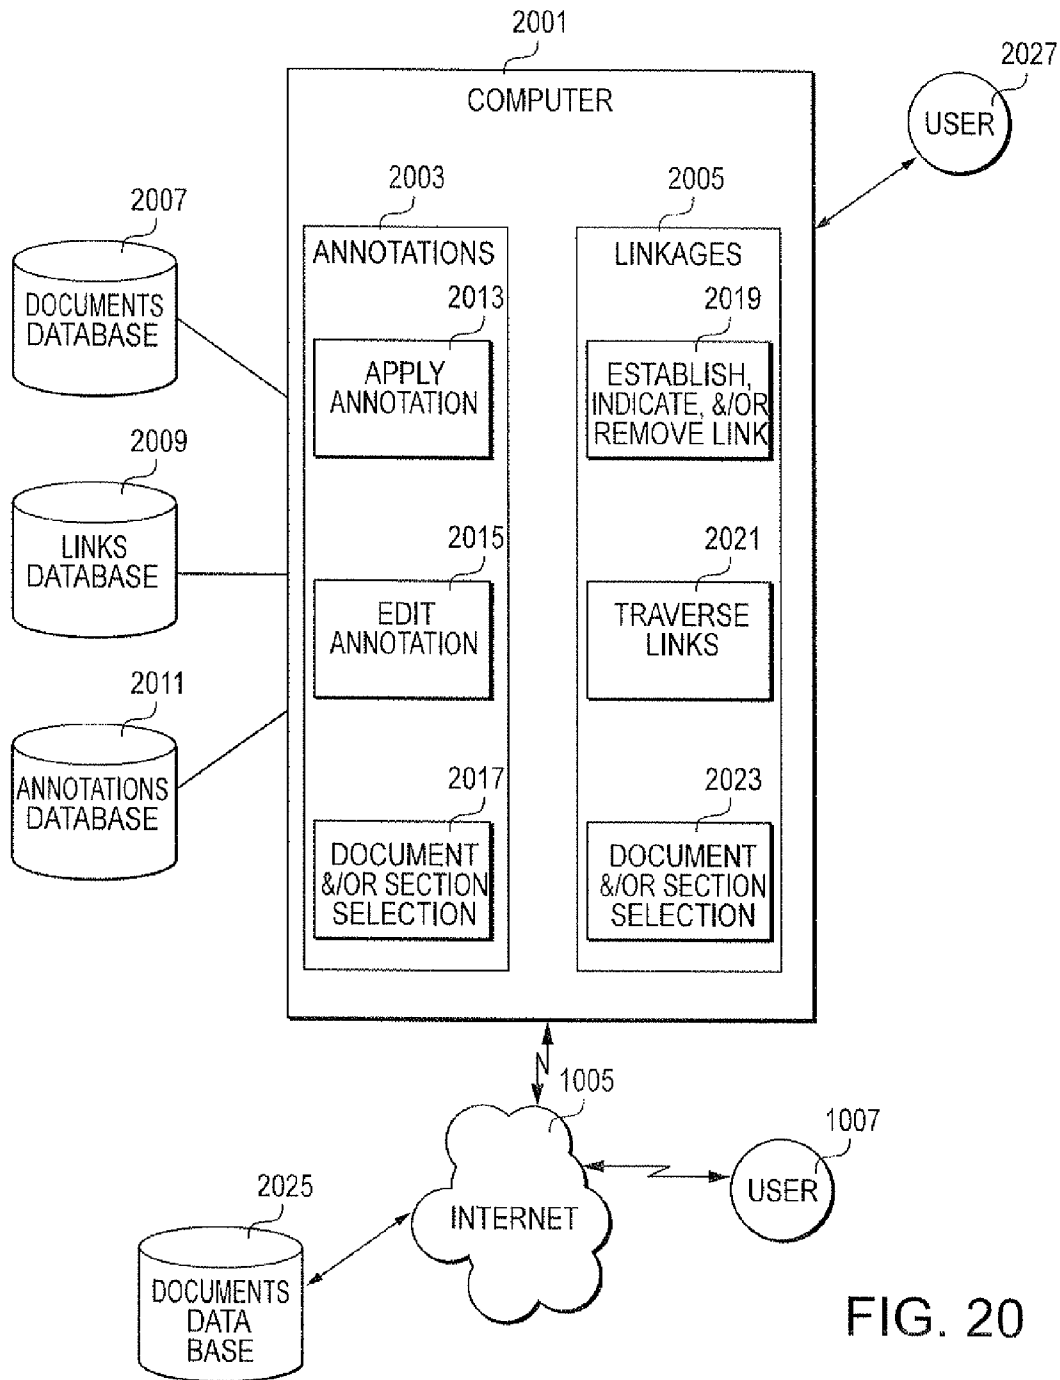 2001
COMPUTER
2027
USER
2003
ANNOTATIONS
2013
APPLY
ANNOTATION
2015
EDIT
ANNOTATION
2017
DOCUMENT
&/OR SECTION
SELECTION
2005
LINKAGES
2019
ESTABLISH,
INDICATE, &/OR
REMOVE LINK
2021
TRAVERSE
LINKS
2023
DOCUMENT
&/OR SECTION
SELECTION
2007
DOCUMENTS
DATABASE
2009
LINKS
DATABASE
2011
ANNOTATIONS
DATABASE
1005
INTERNET
1007
USER
2025
DOCUMENTS
DATA
BASE
FIG. 20